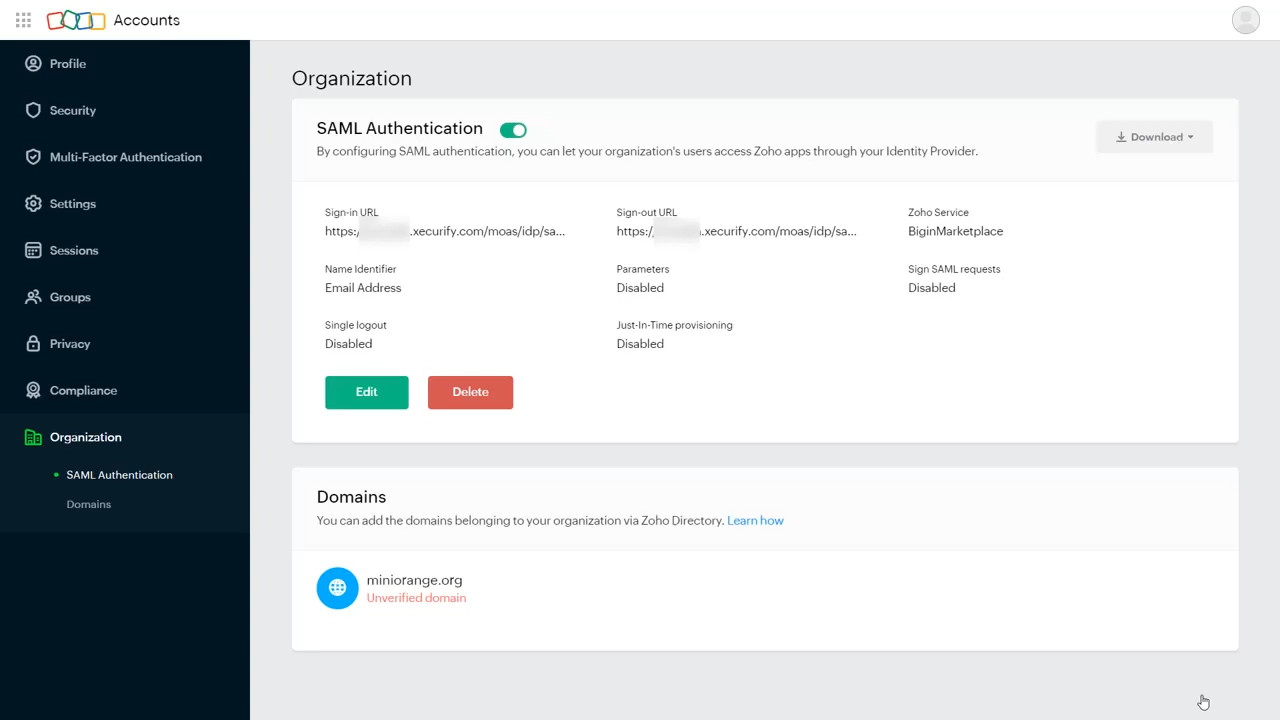 Accounts
Profile
Security
Multi-Factor Authentication
Settings
Sessions
Groups
Privacy
Compliance
Organization
SAML Authentication
Domains
Organization
SAML Authentication
Download
By configuring SAML authentication, you can let your organization's users access Zoho apps through your Identity Provider.
Sign-in URL
https:/ .xecurify.com/moas/idp/sa...
Sign-out URL
https:/ .xecurify.com/moas/idp/sa...
Zoho Service
BiginMarketplace
Name Identifier
Email Address
Parameters
Disabled
Sign SAML requests
Disabled
Single logout
Disabled
Just-In-Time provisioning
Disabled
Edit
Delete
Domains
You can add the domains belonging to your organization via Zoho Directory. Learn how
miniorange.org
Unverified domain